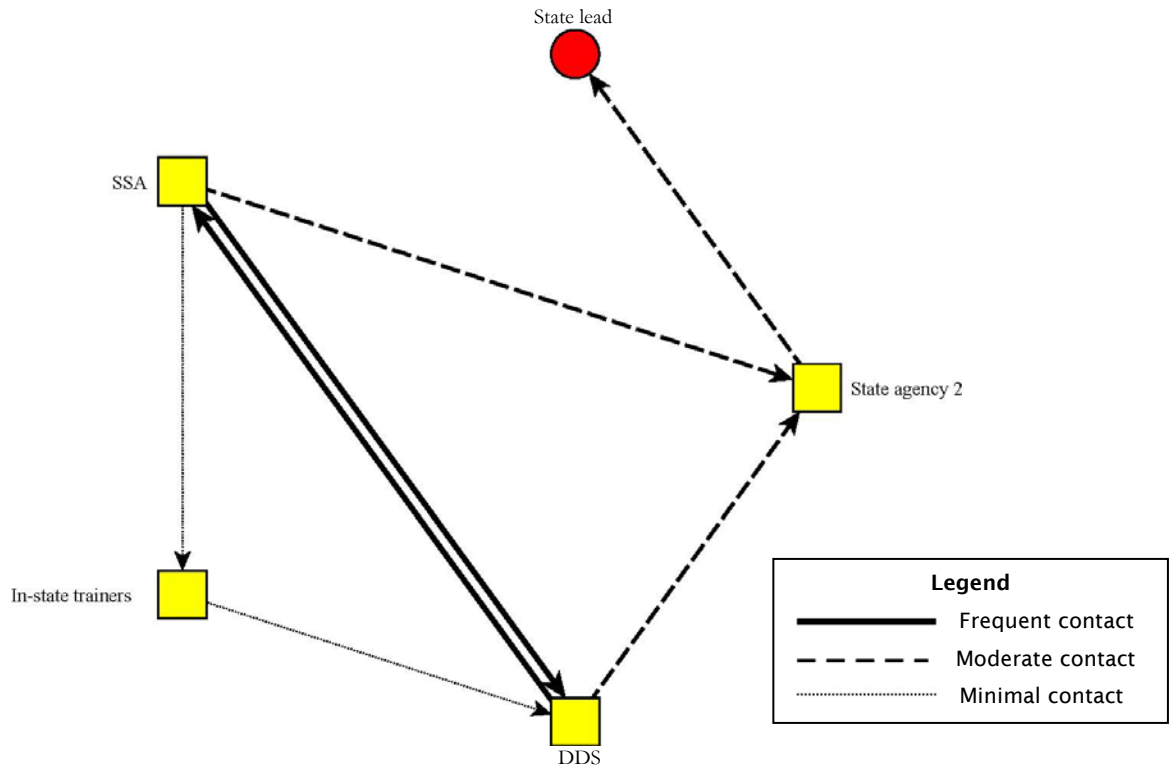 State lead
SSA
State agency 2
In-state trainers
DDS
Legend
Frequent contact
Moderate contact
Minimal contact